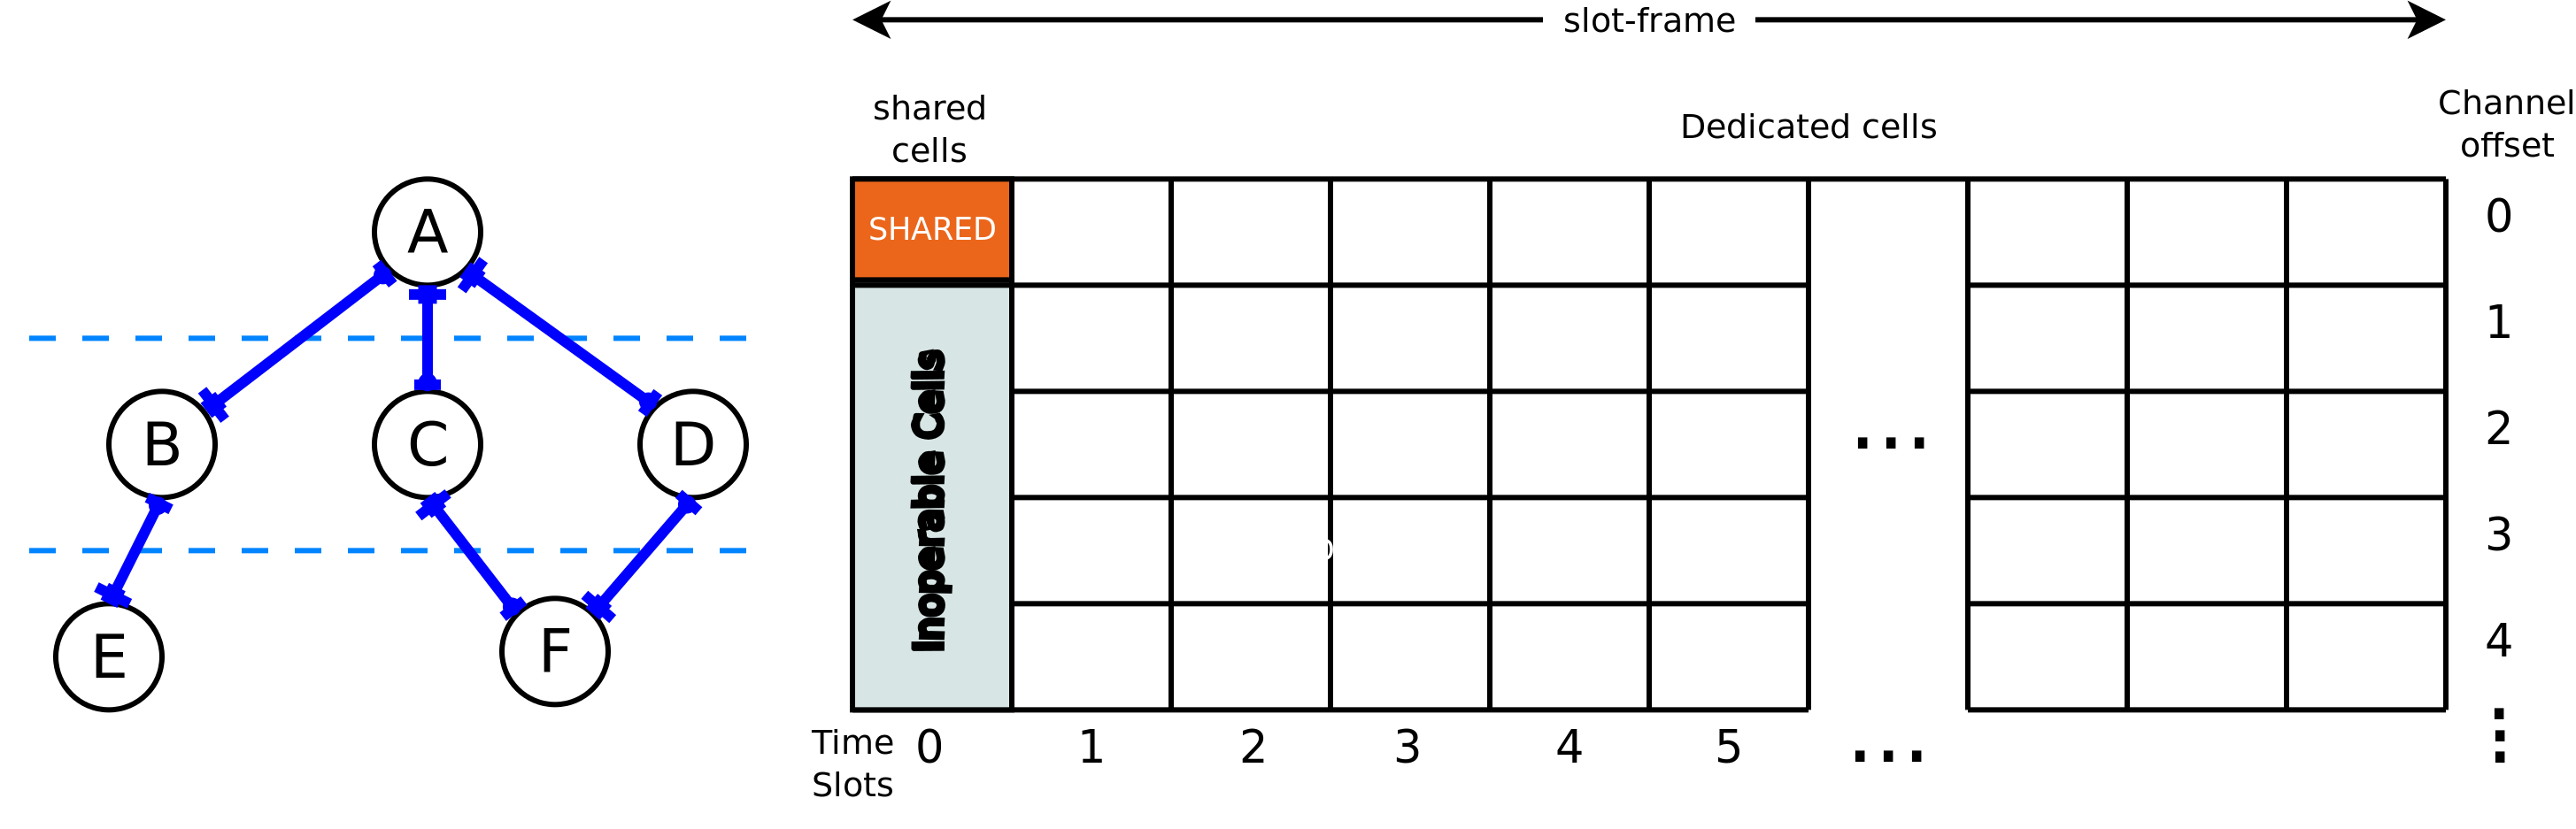 slot-frame
shared
cells
Dedicated cells
Channel
offset
A
B
C
D
E
F
SHARED
Inoperable Cells
...
0
1
2
3
4
⋮
Time
Slots
0 1 2 3 4 5 ...